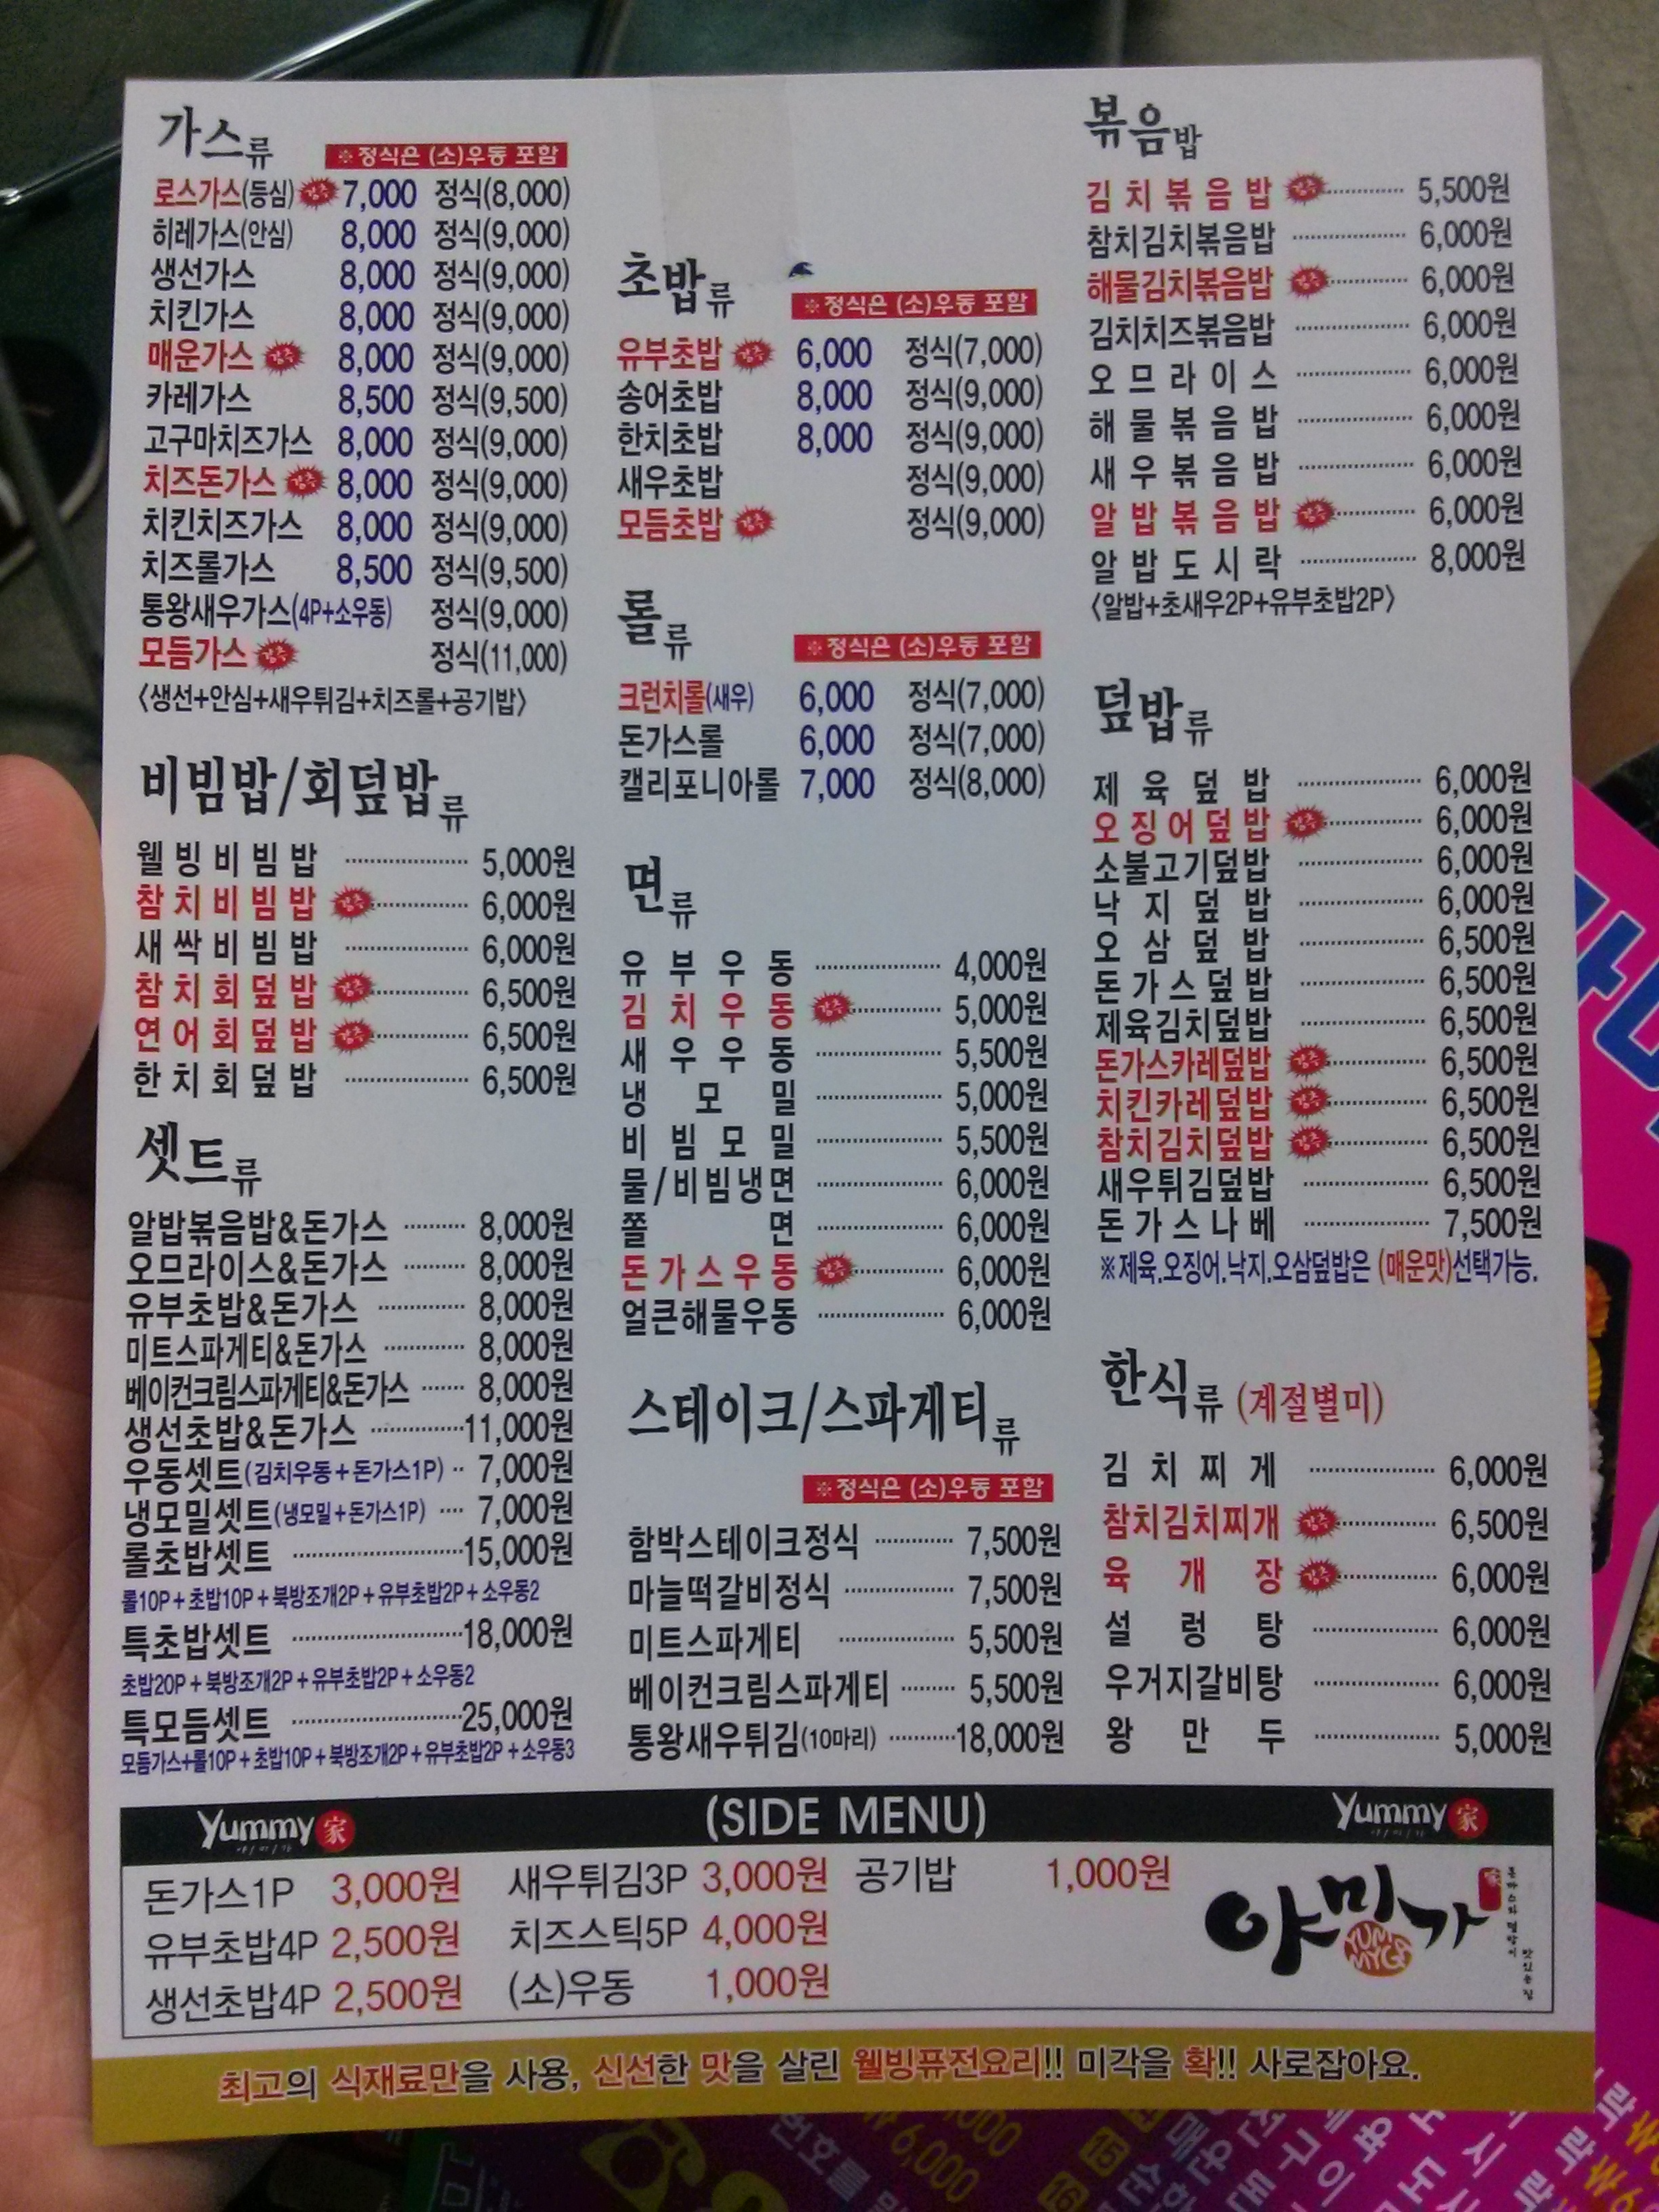 가스류
※정식은 (소)우동 포함
로스가스(등심) 강추 7,000 정식(8,000)
히레가스(안심) 8,000 정식(9,000)
생선가스 8,000 정식(9,000)
치킨가스 8,000 정식(9,000)
매운가스 강추 8,000 정식(9,000)
카레가스 8,500 정식(9,500)
고구마치즈가스 8,000 정식(9,000)
치즈돈가스 강추 8,000 정식(9,000)
치킨치즈가스 8,000 정식(9,000)
치즈롤가스 8,500 정식(9,500)
통왕새우가스(4P+소우동) 정식(9,000)
모듬가스 강추 정식(11,000)
〈생선+안심+새우튀김+치즈롤+공기밥〉
비빔밥/회덮밥류
웰빙비빔밥 5,000원
참치비빔밥 강추 6,000원
새싹비빔밥 6,000원
참치회덮밥 강추 6,500원
연어회덮밥 강추 6,500원
한치회덮밥 6,500원
셋트류
알밥볶음밥&돈가스 8,000원
오므라이스&돈가스 8,000원
유부초밥&돈가스 8,000원
미트스파게티&돈가스 8,000원
베이컨크림스파게티&돈가스 8,000원
생선초밥&돈가스 11,000원
우동셋트(김치우동+돈가스1P) 7,000원
냉모밀셋트(냉모밀+돈가스1P) 7,000원
롤초밥셋트 15,000원
롤10P+초밥10P+북방조개2P+유부초밥2P+소우동2
특초밥셋트 18,000원
초밥20P+북방조개2P+유부초밥2P+소우동2
특모듬셋트 25,000원
모듬가스+롤10P+초밥10P+북방조개2P+유부초밥2P+소우동3
초밥류
※정식은 (소)우동 포함
유부초밥 강추 6,000 정식(7,000)
송어초밥 8,000 정식(9,000)
한치초밥 8,000 정식(9,000)
새우초밥 정식(9,000)
모듬초밥 강추 정식(9,000)
롤류
※정식은 (소)우동 포함
크런치롤(새우) 6,000 정식(7,000)
돈가스롤 6,000 정식(7,000)
캘리포니아롤 7,000 정식(8,000)
면류
유부우동 4,000원
김치우동 강추 5,000원
새우우동 5,500원
냉모밀 5,000원
비빔모밀 5,500원
물/비빔냉면 6,000원
쫄면 6,000원
돈가스우동 강추 6,000원
얼큰해물우동 6,000원
스테이크/스파게티류
※정식은 (소)우동 포함
함박스테이크정식 7,500원
마늘떡갈비정식 7,500원
미트스파게티 5,500원
베이컨크림스파게티 5,500원
통왕새우튀김(10마리) 18,000원
볶음밥
김치볶음밥 강추 5,500원
참치김치볶음밥 6,000원
해물김치볶음밥 강추 6,000원
김치치즈볶음밥 6,000원
오므라이스 6,000원
해물볶음밥 6,000원
새우볶음밥 6,000원
알밥볶음밥 강추 6,000원
알밥도시락 8,000원
〈알밥+초새우2P+유부초밥2P〉
덮밥류
제육덮밥 6,000원
오징어덮밥 강추 6,000원
소불고기덮밥 6,000원
낙지덮밥 6,000원
오삼덮밥 6,500원
돈가스덮밥 6,500원
제육김치덮밥 6,500원
돈가스카레덮밥 강추 6,500원
치킨카레덮밥 강추 6,500원
참치김치덮밥 강추 6,500원
새우튀김덮밥 6,500원
돈가스나베 7,500원
※제육.오징어.낙지.오삼덮밥은 (매운맛)선택가능.
한식류 (계절별미)
김치찌게 6,000원
참치김치찌개 강추 6,500원
육개장 강추 6,000원
설렁탕 6,000원
우거지갈비탕 6,000원
왕만두 5,000원
Yummy 家 (SIDE MENU) Yummy 家
야미가
돈가스1P 3,000원 새우튀김3P 3,000원 공기밥 1,000원
유부초밥4P 2,500원 치즈스틱5P 4,000원
생선초밥4P 2,500원 (소)우동 1,000원
야미가
YUM MYGA
최고의 식재료만을 사용, 신선한 맛을 살린 웰빙퓨전요리!! 미각을 확!! 사로잡아요.
번호를
₩6,000